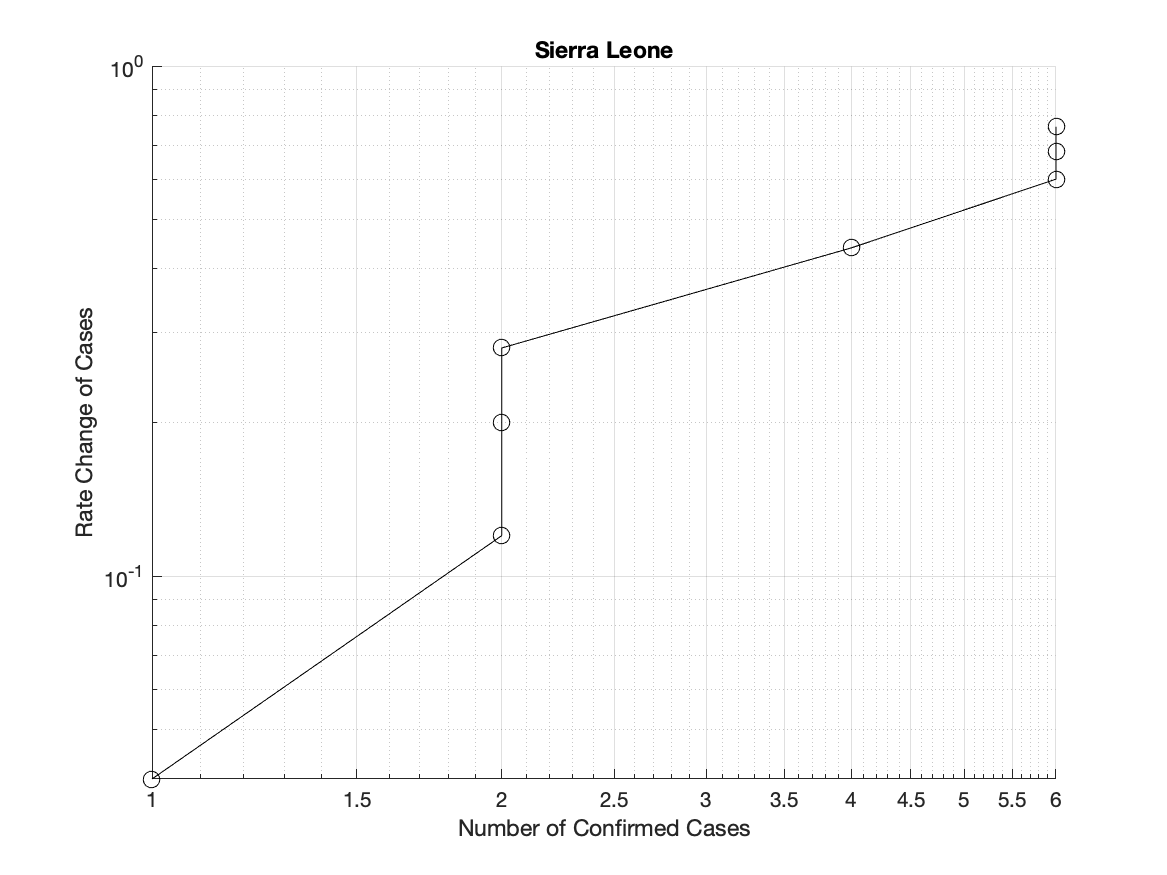 Sierra Leone
10^0
10^-1
Rate Change of Cases
1 1.5 2 2.5 3 3.5 4 4.5 5 5.5 6
Number of Confirmed Cases